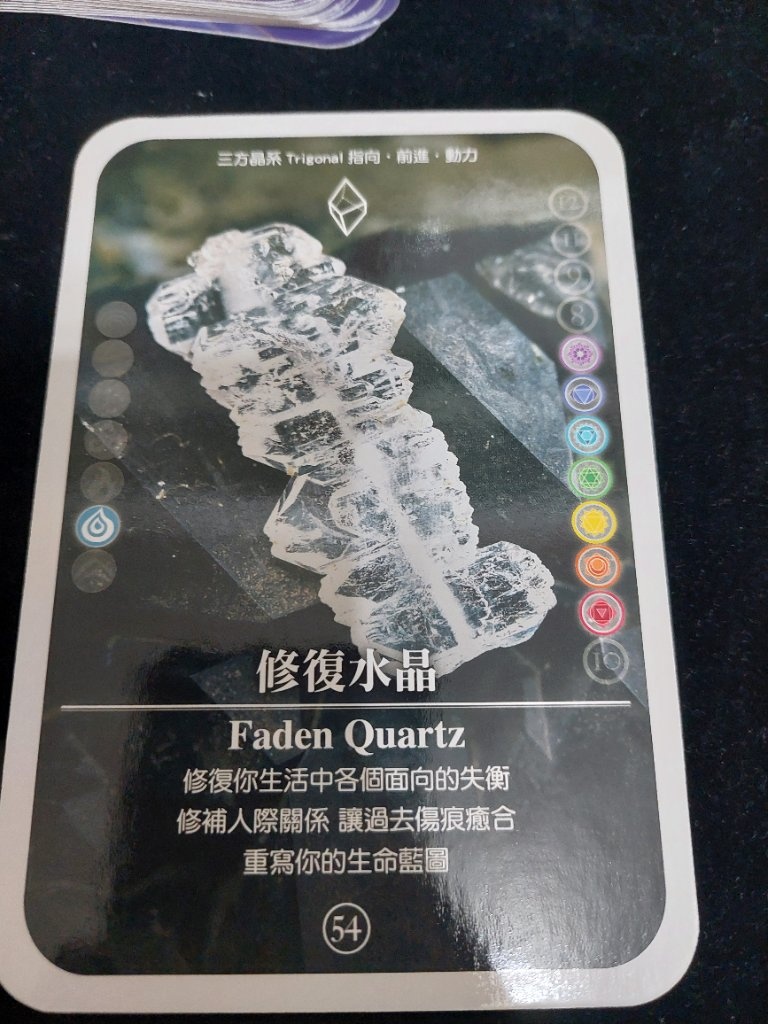 三方晶系 Trigonal 指向・前進・動力
12
11
9
8
10
修復水晶
Faden Quartz
修復你生活中各個面向的失衡
修補人際關係 讓過去傷痕癒合
重寫你的生命藍圖
54